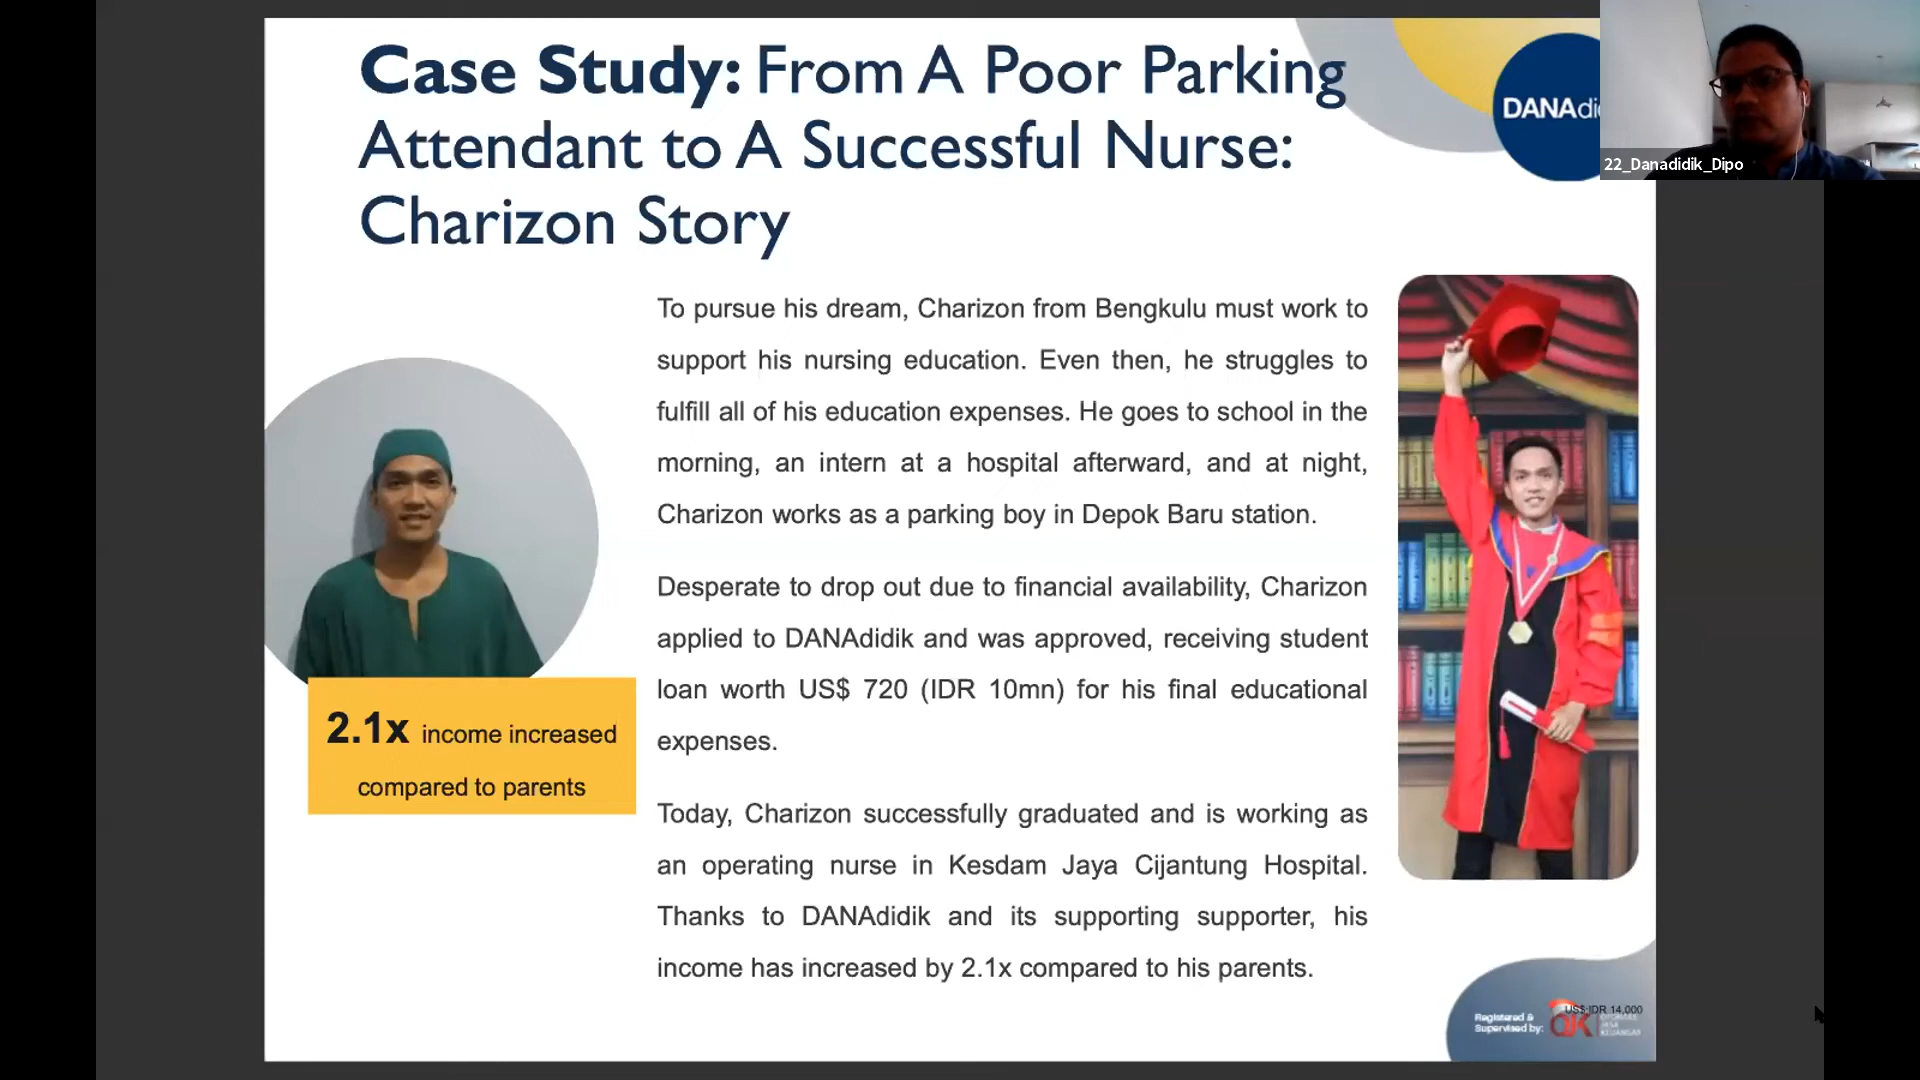 Case Study: From A Poor Parking
Attendant to A Successful Nurse:
Charizon Story
DANAdi
22_Danadidik_Dipo
To pursue his dream, Charizon from Bengkulu must work to
support his nursing education. Even then, he struggles to
fulfill all of his education expenses. He goes to school in the
morning, an intern at a hospital afterward, and at night,
Charizon works as a parking boy in Depok Baru station.
Desperate to drop out due to financial availability, Charizon
applied to DANAdidik and was approved, receiving student
loan worth US$ 720 (IDR 10mn) for his final educational
expenses.
Today, Charizon successfully graduated and is working as
an operating nurse in Kesdam Jaya Cijantung Hospital.
Thanks to DANAdidik and its supporting supporter, his
income has increased by 2.1x compared to his parents.
2.1x income increased
compared to parents
US$:IDR 14,000
Registered &
Supervised by:
OJK
OTORITAS
JASA
KEUANGAN